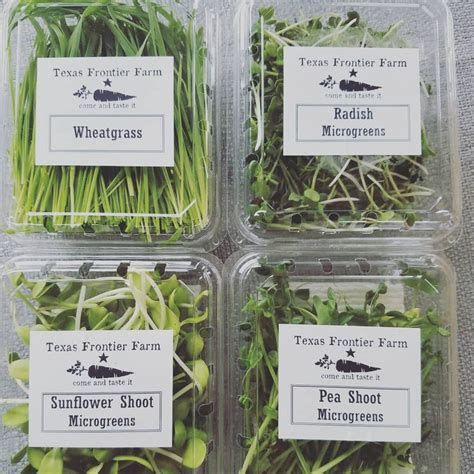 Texas Frontier Farm
come and taste it
Wheatgrass
Texas Frontier Farm
come and taste it
Radish
Microgreens
Texas Frontier Farm
come and taste it
Sunflower Shoot
Microgreens
Texas Frontier Farm
come and taste it
Pea Shoot
Microgreens